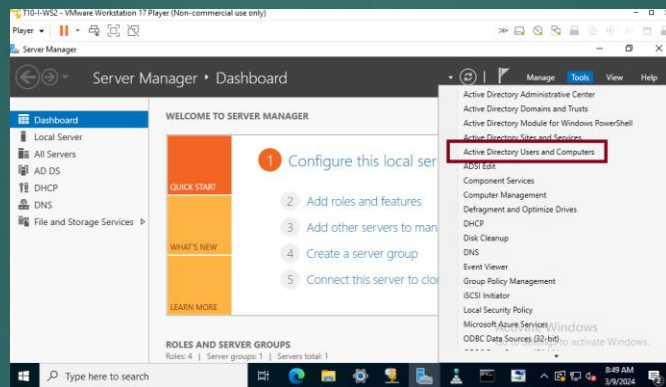 T10-I-WS2 - VMware Workstation 17 Player (Non-commercial use only)
Player
Server Manager
Server Manager • Dashboard
Manage Tools View Help
Dashboard
Local Server
All Servers
AD DS
DHCP
DNS
File and Storage Services
WELCOME TO SERVER MANAGER
QUICK START
WHAT'S NEW
LEARN MORE
1 Configure this local ser
2 Add roles and features
3 Add other servers to man
4 Create a server group
5 Connect this server to clo
ROLES AND SERVER GROUPS
Roles: 4 | Server groups: 1 | Servers total: 1
Active Directory Administrative Center
Active Directory Domains and Trusts
Active Directory Module for Windows PowerShell
Active Directory Sites and Services
Active Directory Users and Computers
ADSI Edit
Component Services
Computer Management
Defragment and Optimize Drives
DHCP
Disk Cleanup
DNS
Event Viewer
Group Policy Management
iSCSI Initiator
Local Security Policy
Microsoft Azure Services
ODBC Data Sources (32-bit)
Activate Windows
to activate Windows.
Type here to search
8:49 AM
3/9/2024